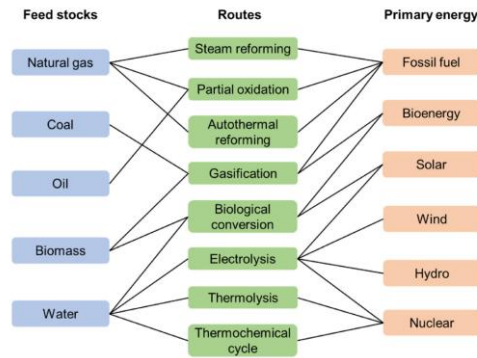 Feed stocks
Routes
Primary energy
Natural gas
Coal
Oil
Biomass
Water
Steam reforming
Partial oxidation
Autothermal
reforming
Gasification
Biological
conversion
Electrolysis
Thermolysis
Thermochemical
cycle
Fossil fuel
Bioenergy
Solar
Wind
Hydro
Nuclear